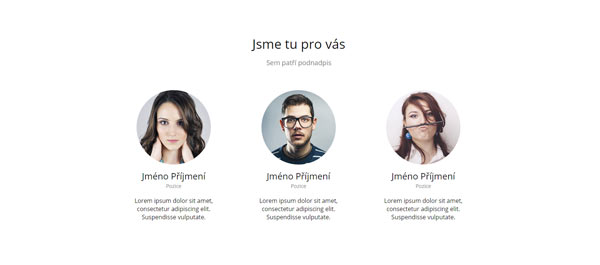 Jsme tu pro vás
Sem patří podnadpis
Jméno Příjmení
Pozice
Lorem ipsum dolor sit amet,
consectetur adipiscing elit.
Suspendisse vulputate.
Jméno Příjmení
Pozice
Lorem ipsum dolor sit amet,
consectetur adipiscing elit.
Suspendisse vulputate.
Jméno Příjmení
Pozice
Lorem ipsum dolor sit amet,
consectetur adipiscing elit.
Suspendisse vulputate.